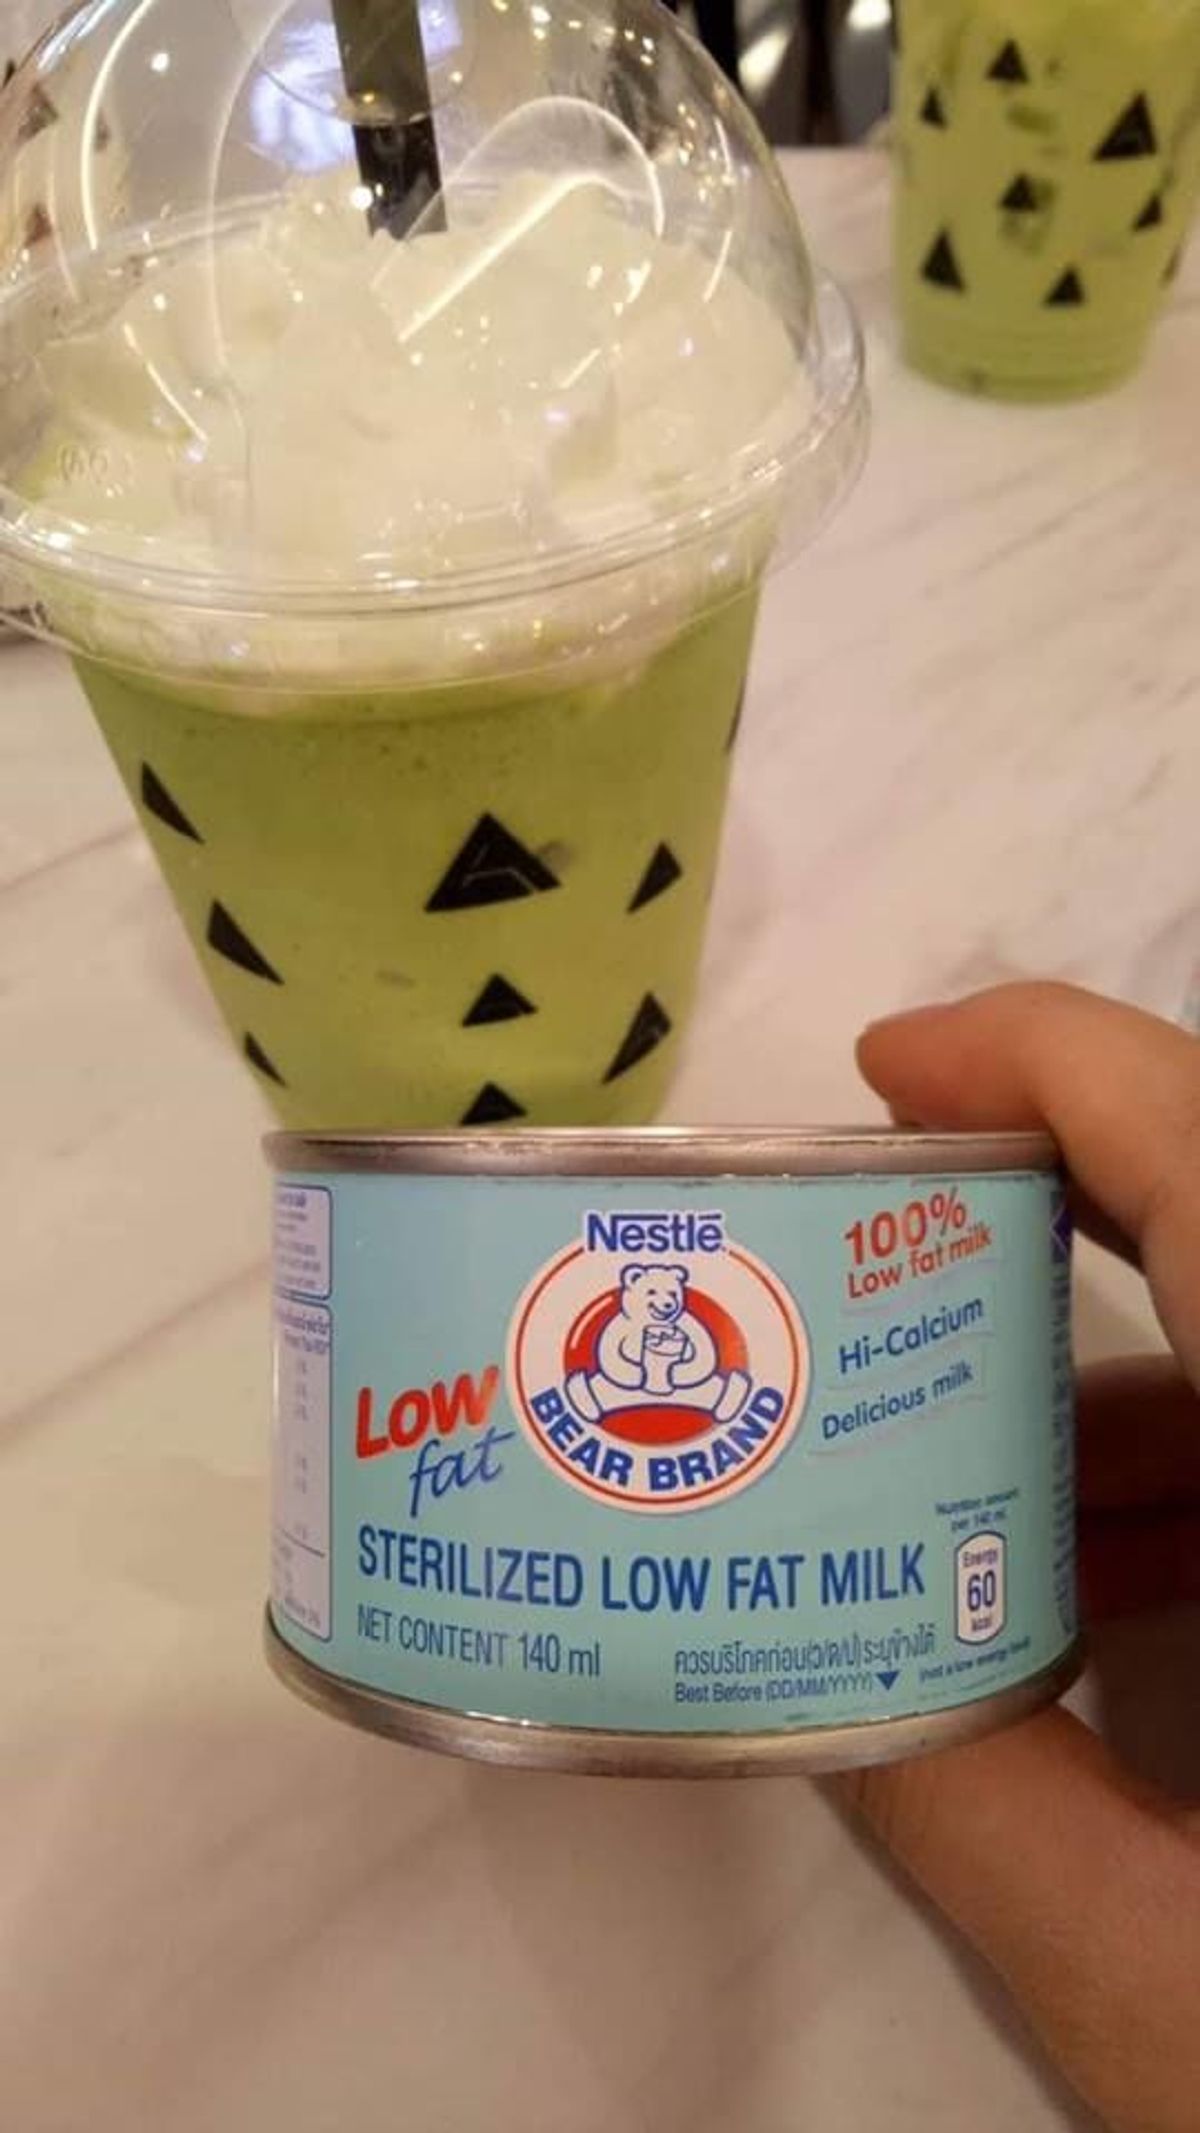 Nestlé
BEAR BRAND
Low
fat
100%
Low fat milk
Hi-Calcium
Delicious milk
STERILIZED LOW FAT MILK
NET CONTENT 140 ml
Energy
60
kcal
ควรบริโภคก่อน(ว/ด/ป)ระบุข้างใต้
Best Before (DD/MM/YYYY)